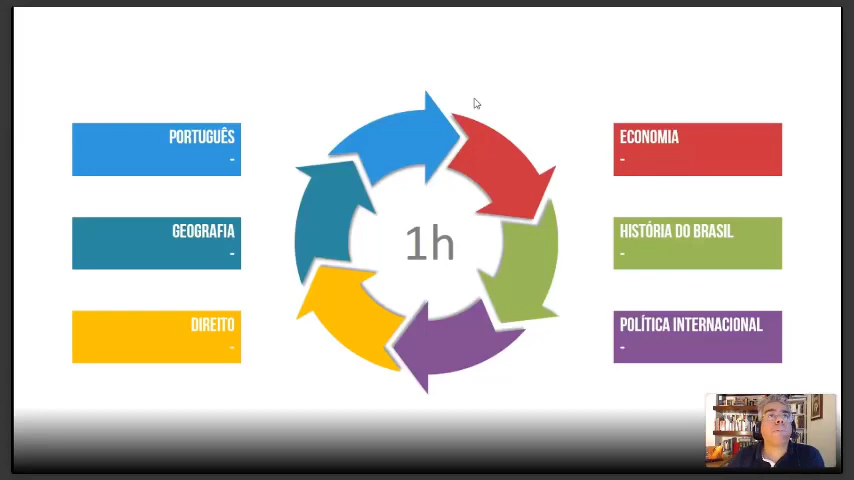 PORTUGUÊS
-
GEOGRAFIA
-
DIREITO
-
1h
ECONOMIA
-
HISTÓRIA DO BRASIL
-
POLÍTICA INTERNACIONAL
-